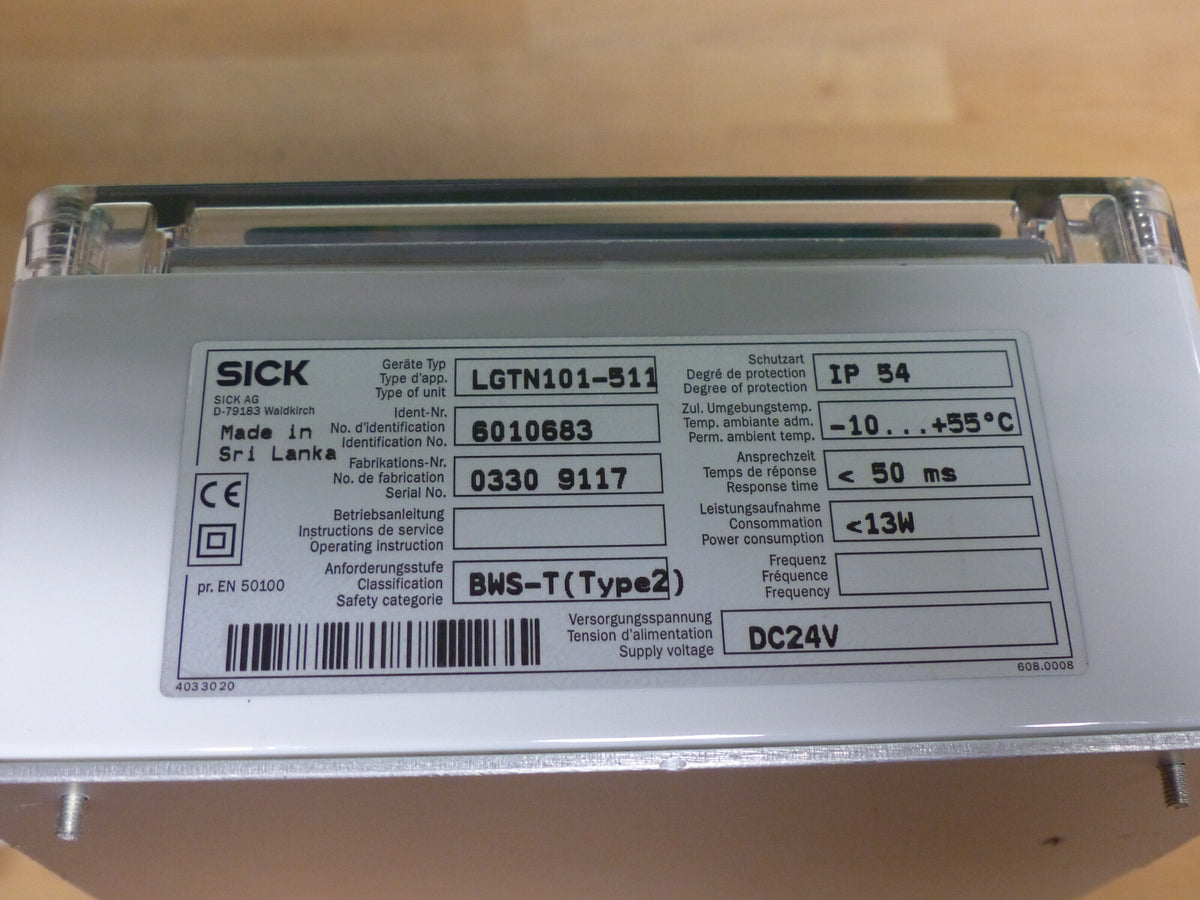 SICK
SICK AG
D-79183 Waldkirch
Made in
Sri Lanka
CE
pr. EN 50100
Geräte Typ
Type d'app.
Type of unit
LGTN101-511
Ident-Nr.
No. d'identification
Identification No.
6010683
Fabrikations-Nr.
No. de fabrication
Serial No.
0330 9117
Betriebsanleitung
Instructions de service
Operating instruction
Anforderungsstufe
Classification
Safety categorie
BWS-T(Type2)
Schutzart
Degré de protection
Degree of protection
IP 54
Zul. Umgebungstemp.
Temp. ambiante adm.
Perm. ambient temp.
-10...+55°C
Ansprechzeit
Temps de réponse
Response time
< 50 ms
Leistungsaufnahme
Consommation
Power consumption
<13W
Frequenz
Fréquence
Frequency
Versorgungsspannung
Tension d'alimentation
Supply voltage
DC24V
4033020
608.0008